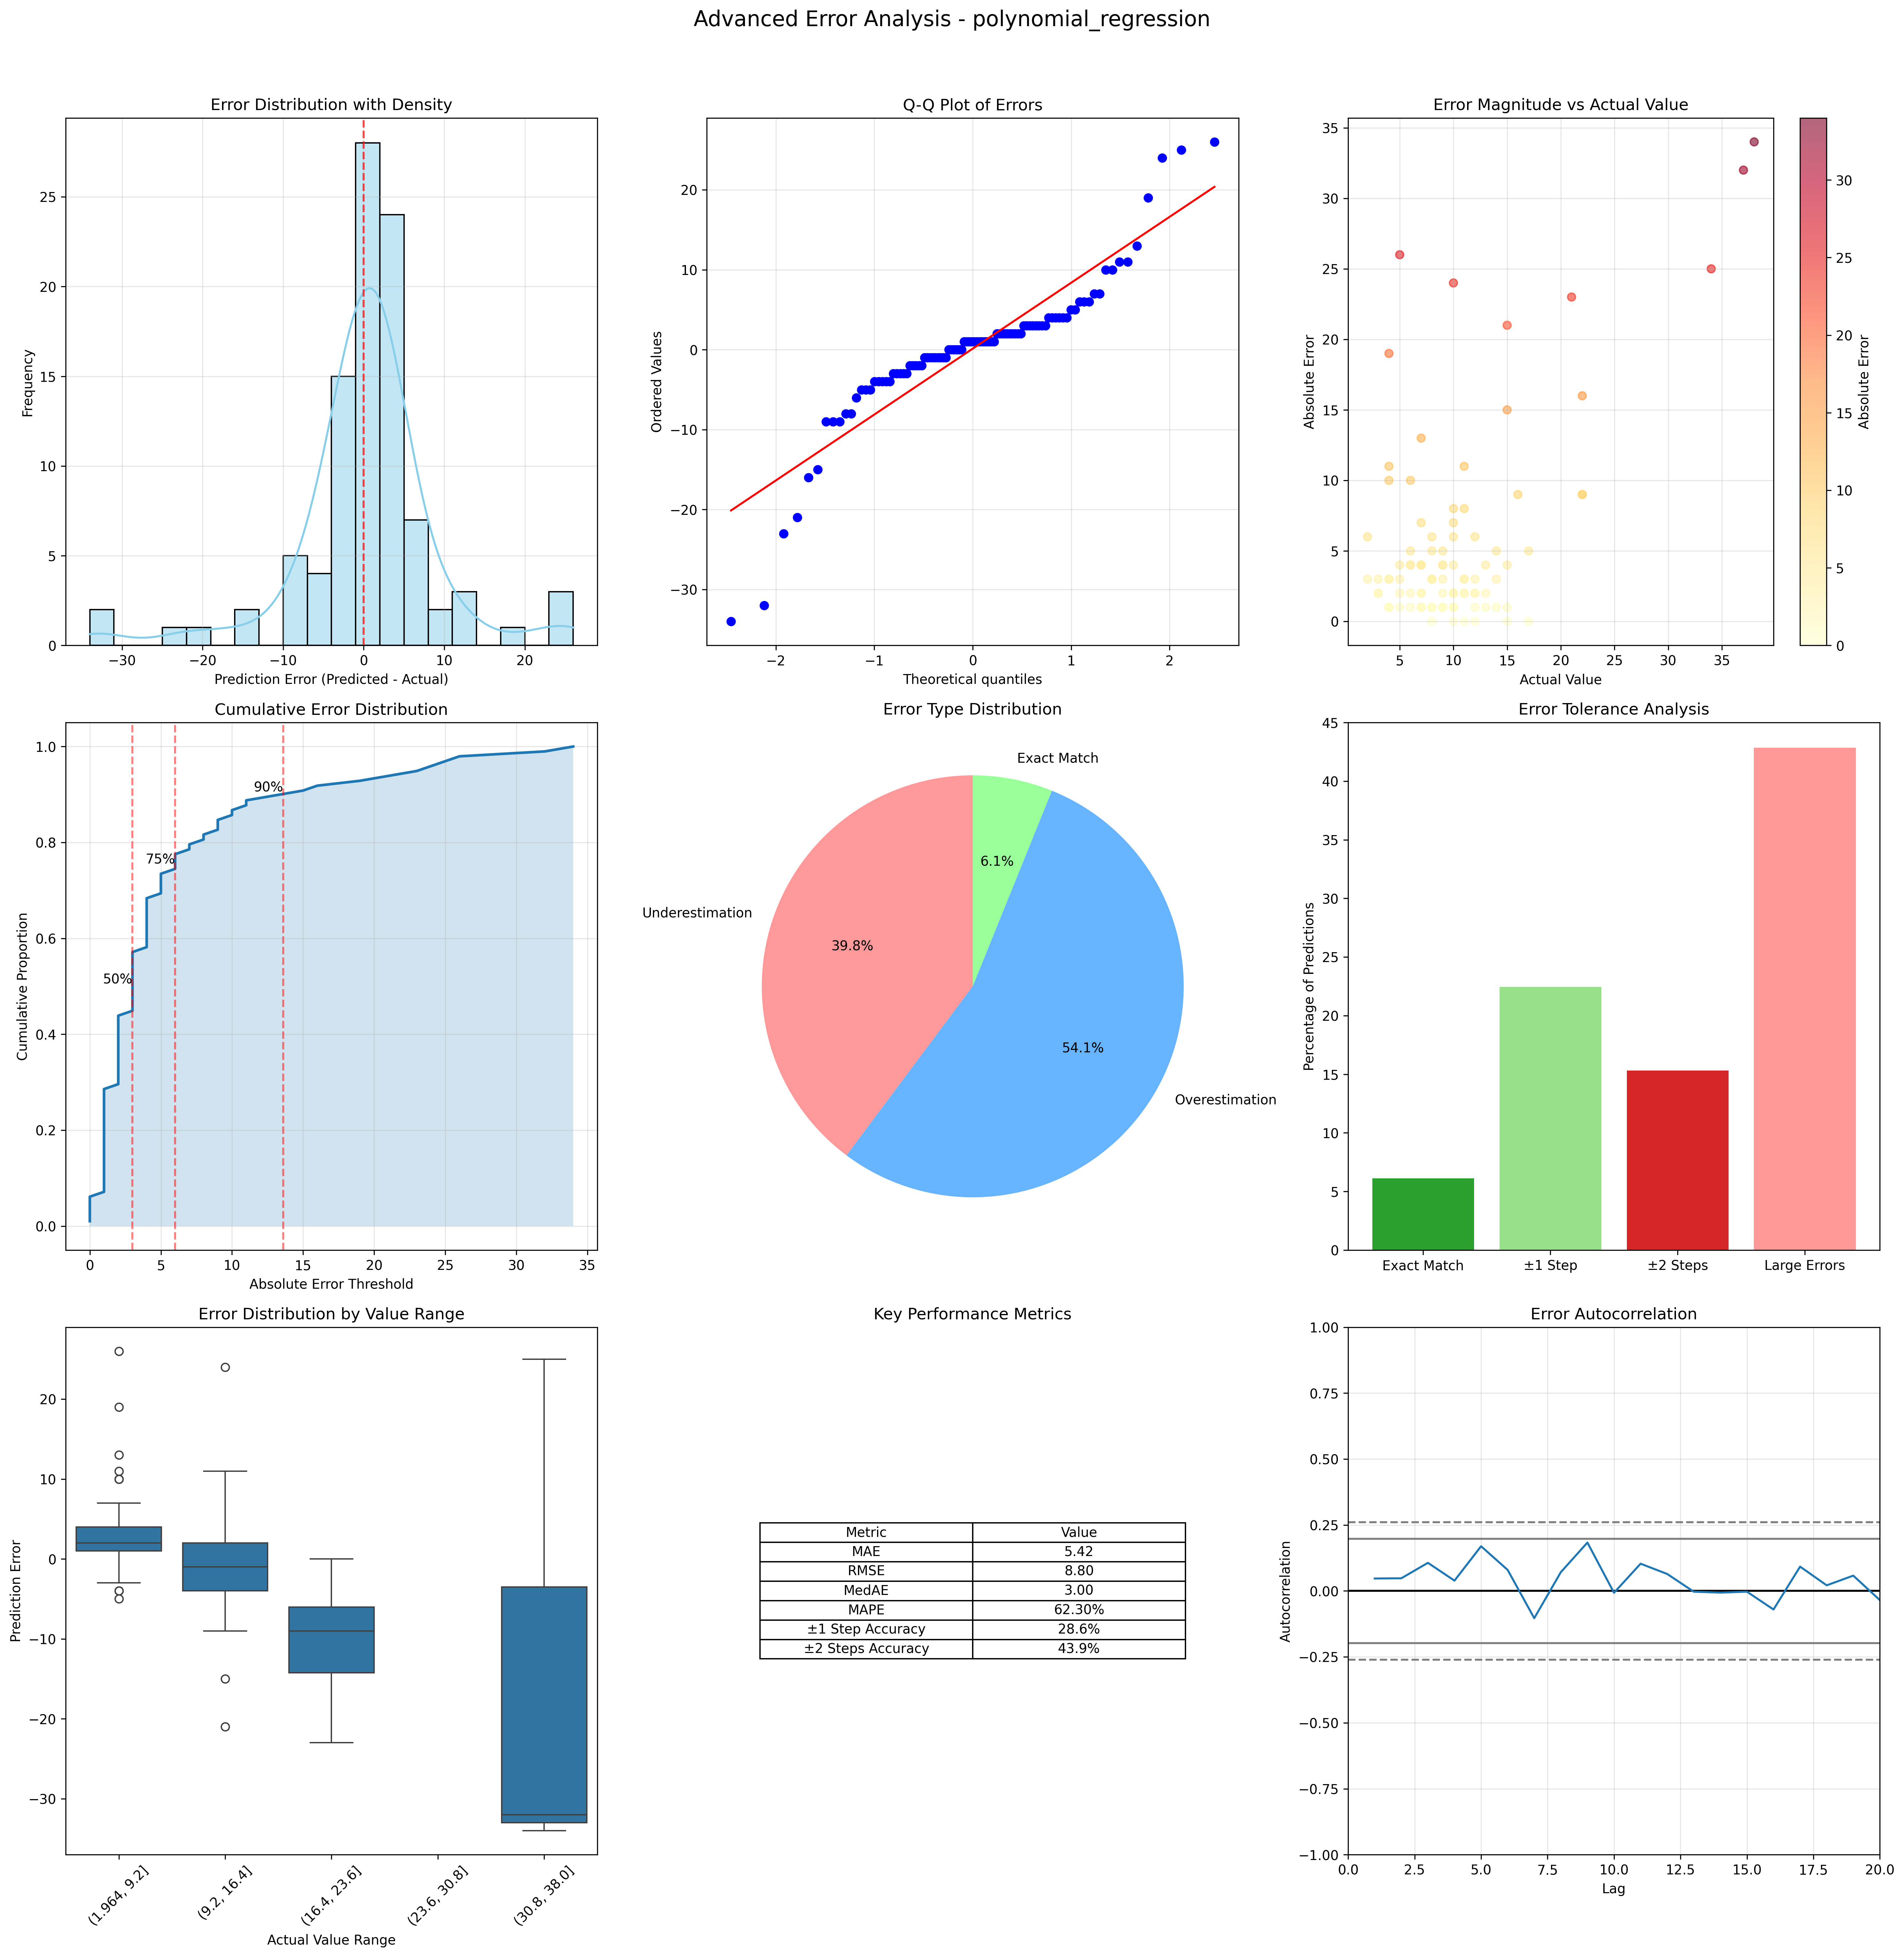 Advanced Error Analysis - polynomial_regression
Error Distribution with Density
Frequency
0
5
10
15
20
25
−30
−20
−10
0
10
20
Prediction Error (Predicted - Actual)
Q-Q Plot of Errors
Ordered Values
20
10
0
−10
−20
−30
−2
−1
0
1
2
Theoretical quantiles
Error Magnitude vs Actual Value
Absolute Error
35
30
25
20
15
10
5
0
5
10
15
20
25
30
35
Actual Value
30
25
20
15
10
5
0
Absolute Error
Cumulative Error Distribution
Cumulative Proportion
1.0
0.8
0.6
0.4
0.2
0.0
50%
75%
90%
0
5
10
15
20
25
30
35
Absolute Error Threshold
Error Type Distribution
Exact Match
6.1%
Underestimation
39.8%
54.1%
Overestimation
Error Tolerance Analysis
Percentage of Predictions
45
40
35
30
25
20
15
10
5
0
Exact Match
±1 Step
±2 Steps
Large Errors
Error Distribution by Value Range
Prediction Error
20
10
0
−10
−20
−30
(1.964, 9.2]
(9.2, 16.4]
(16.4, 23.6]
(23.6, 30.8]
(30.8, 38.0]
Actual Value Range
Key Performance Metrics
Metric Value
MAE 5.42
RMSE 8.80
MedAE 3.00
MAPE 62.30%
±1 Step Accuracy 28.6%
±2 Steps Accuracy 43.9%
Error Autocorrelation
Autocorrelation
1.00
0.75
0.50
0.25
0.00
−0.25
−0.50
−0.75
−1.00
0.0
2.5
5.0
7.5
10.0
12.5
15.0
17.5
20.0
Lag